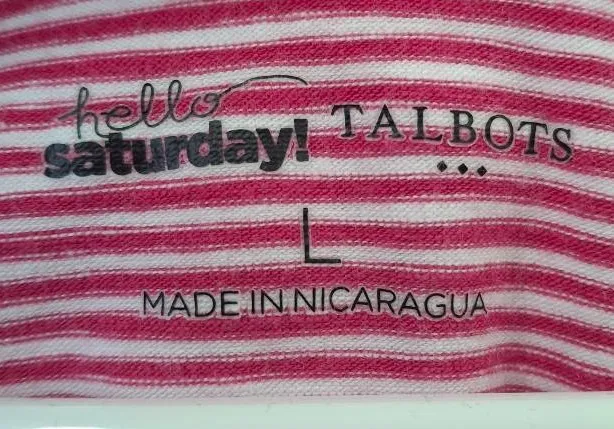 hello
saturday! TALBOTS
L
MADE IN NICARAGUA